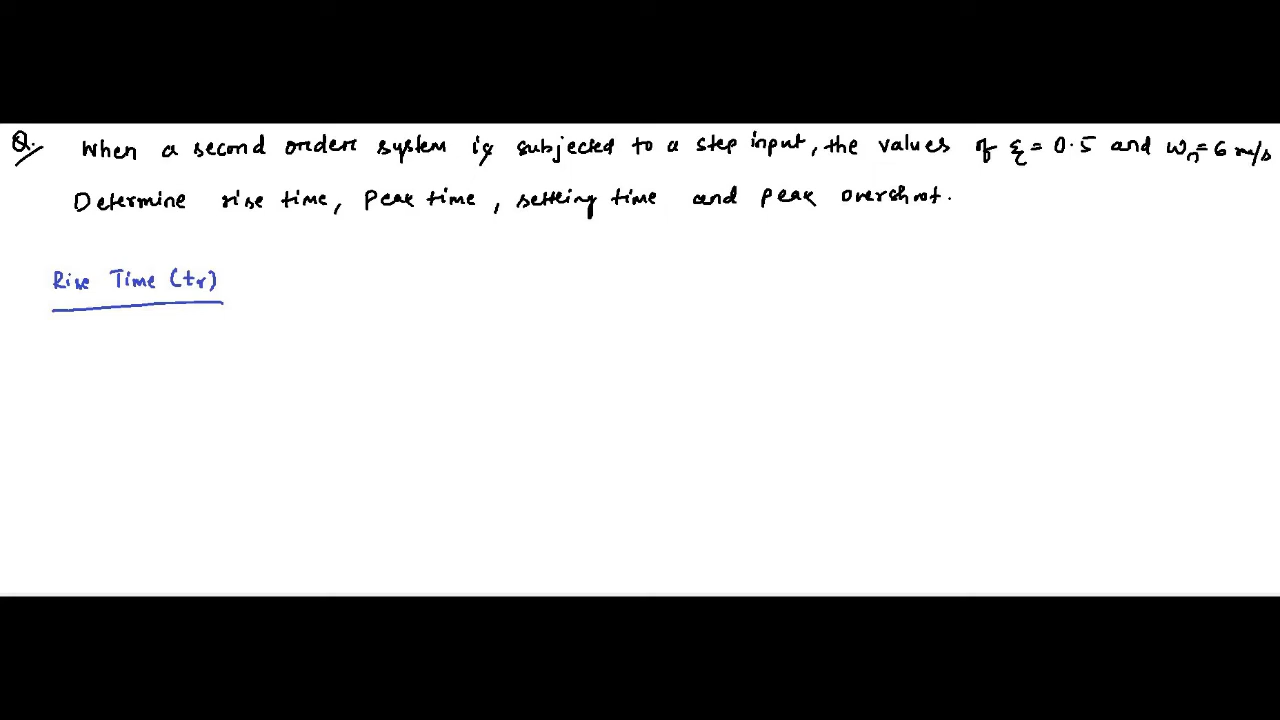 Q. When a second order system is subjected to a step input, the values of ξ = 0.5 and ωn = 6 r/s
Determine rise time, Peak time, settling time and peak overshoot.
Rise Time (tr)